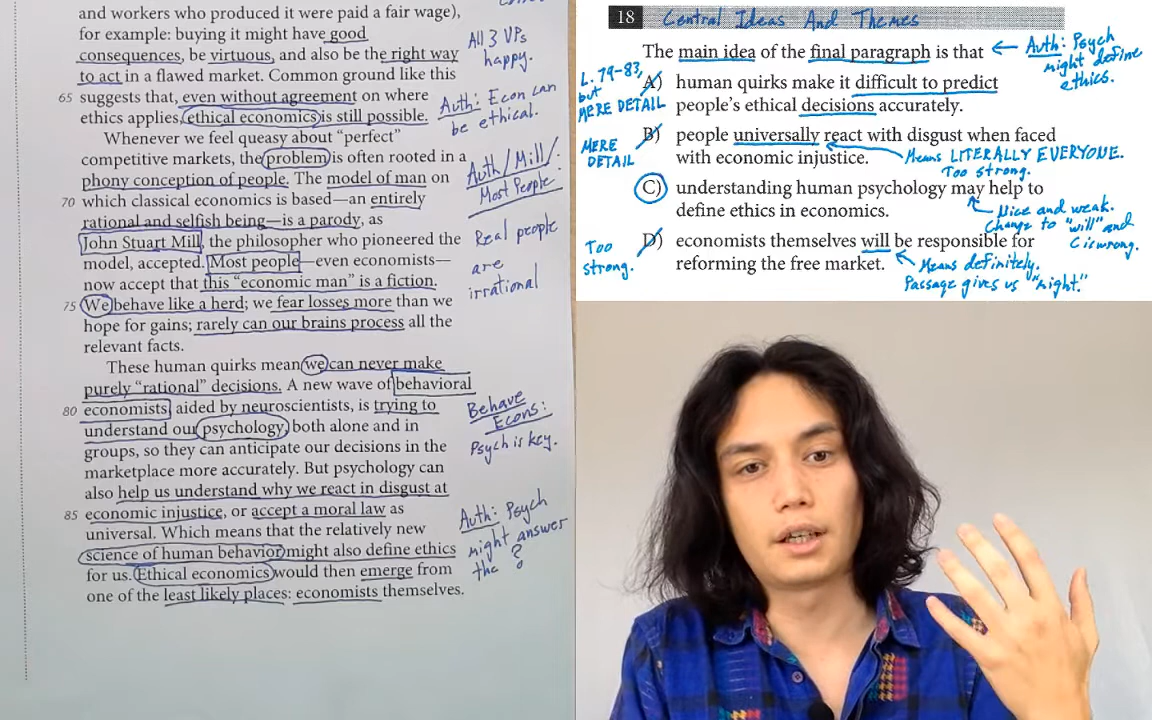 and workers who produced it were paid a fair wage),
for example: buying it might have good
consequences, be virtuous, and also be the right way
to act in a flawed market. Common ground like this
65 suggests that, even without agreement on where
ethics applies, ethical economics is still possible.
Whenever we feel queasy about “perfect”
competitive markets, the problem is often rooted in a
phony conception of people. The model of man on
70 which classical economics is based—an entirely
rational and selfish being—is a parody, as
John Stuart Mill, the philosopher who pioneered the
model, accepted. Most people—even economists—
now accept that this “economic man” is a fiction.
75 We behave like a herd; we fear losses more than we
hope for gains; rarely can our brains process all the
relevant facts.
These human quirks mean we can never make
purely “rational” decisions. A new wave of behavioral
80 economists, aided by neuroscientists, is trying to
understand our psychology, both alone and in
groups, so they can anticipate our decisions in the
marketplace more accurately. But psychology can
also help us understand why we react in disgust at
85 economic injustice, or accept a moral law as
universal. Which means that the relatively new
science of human behavior might also define ethics
for us. Ethical economics would then emerge from
one of the least likely places: economists themselves.
All 3 VPs
happy.
Auth: Econ can
be ethical.
Auth/Mill/
Most People:
Real people
are
irrational
Behave
Econs:
Psych is key.
Auth: Psych
might answer
the ?
18 Central Ideas And Themes
The main idea of the final paragraph is that
Auth: Psych
might define
ethics.
L. 79-83,
but
MERE DETAIL
A) human quirks make it difficult to predict
people’s ethical decisions accurately.
MERE
DETAIL
B) people universally react with disgust when faced
with economic injustice.
Means LITERALLY EVERYONE.
Too strong.
C) understanding human psychology may help to
define ethics in economics.
Nice and weak.
Change to "will" and
C is wrong.
Too
strong.
D) economists themselves will be responsible for
reforming the free market.
Means definitely.
Passage gives us "might."